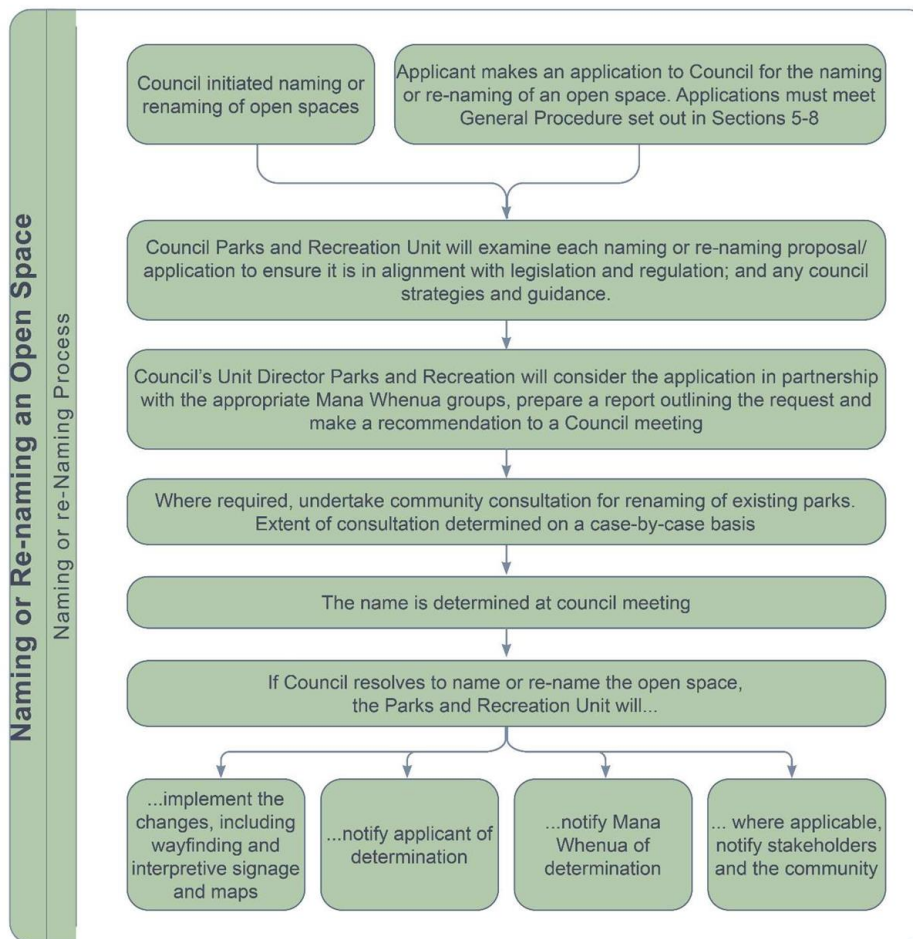 Naming or Re-naming an Open Space
Naming or re-Naming Process
Council initiated naming or
renaming of open spaces
Applicant makes an application to Council for the naming
or re-naming of an open space. Applications must meet
General Procedure set out in Sections 5-8
Council Parks and Recreation Unit will examine each naming or re-naming proposal/
application to ensure it is in alignment with legislation and regulation; and any council
strategies and guidance.
Council's Unit Director Parks and Recreation will consider the application in partnership
with the appropriate Mana Whenua groups, prepare a report outlining the request and
make a recommendation to a Council meeting
Where required, undertake community consultation for renaming of existing parks.
Extent of consultation determined on a case-by-case basis
The name is determined at council meeting
If Council resolves to name or re-name the open space,
the Parks and Recreation Unit will...
...implement the
changes, including
wayfinding and
interpretive signage
and maps
...notify applicant of
determination
...notify Mana
Whenua of
determination
... where applicable,
notify stakeholders
and the community